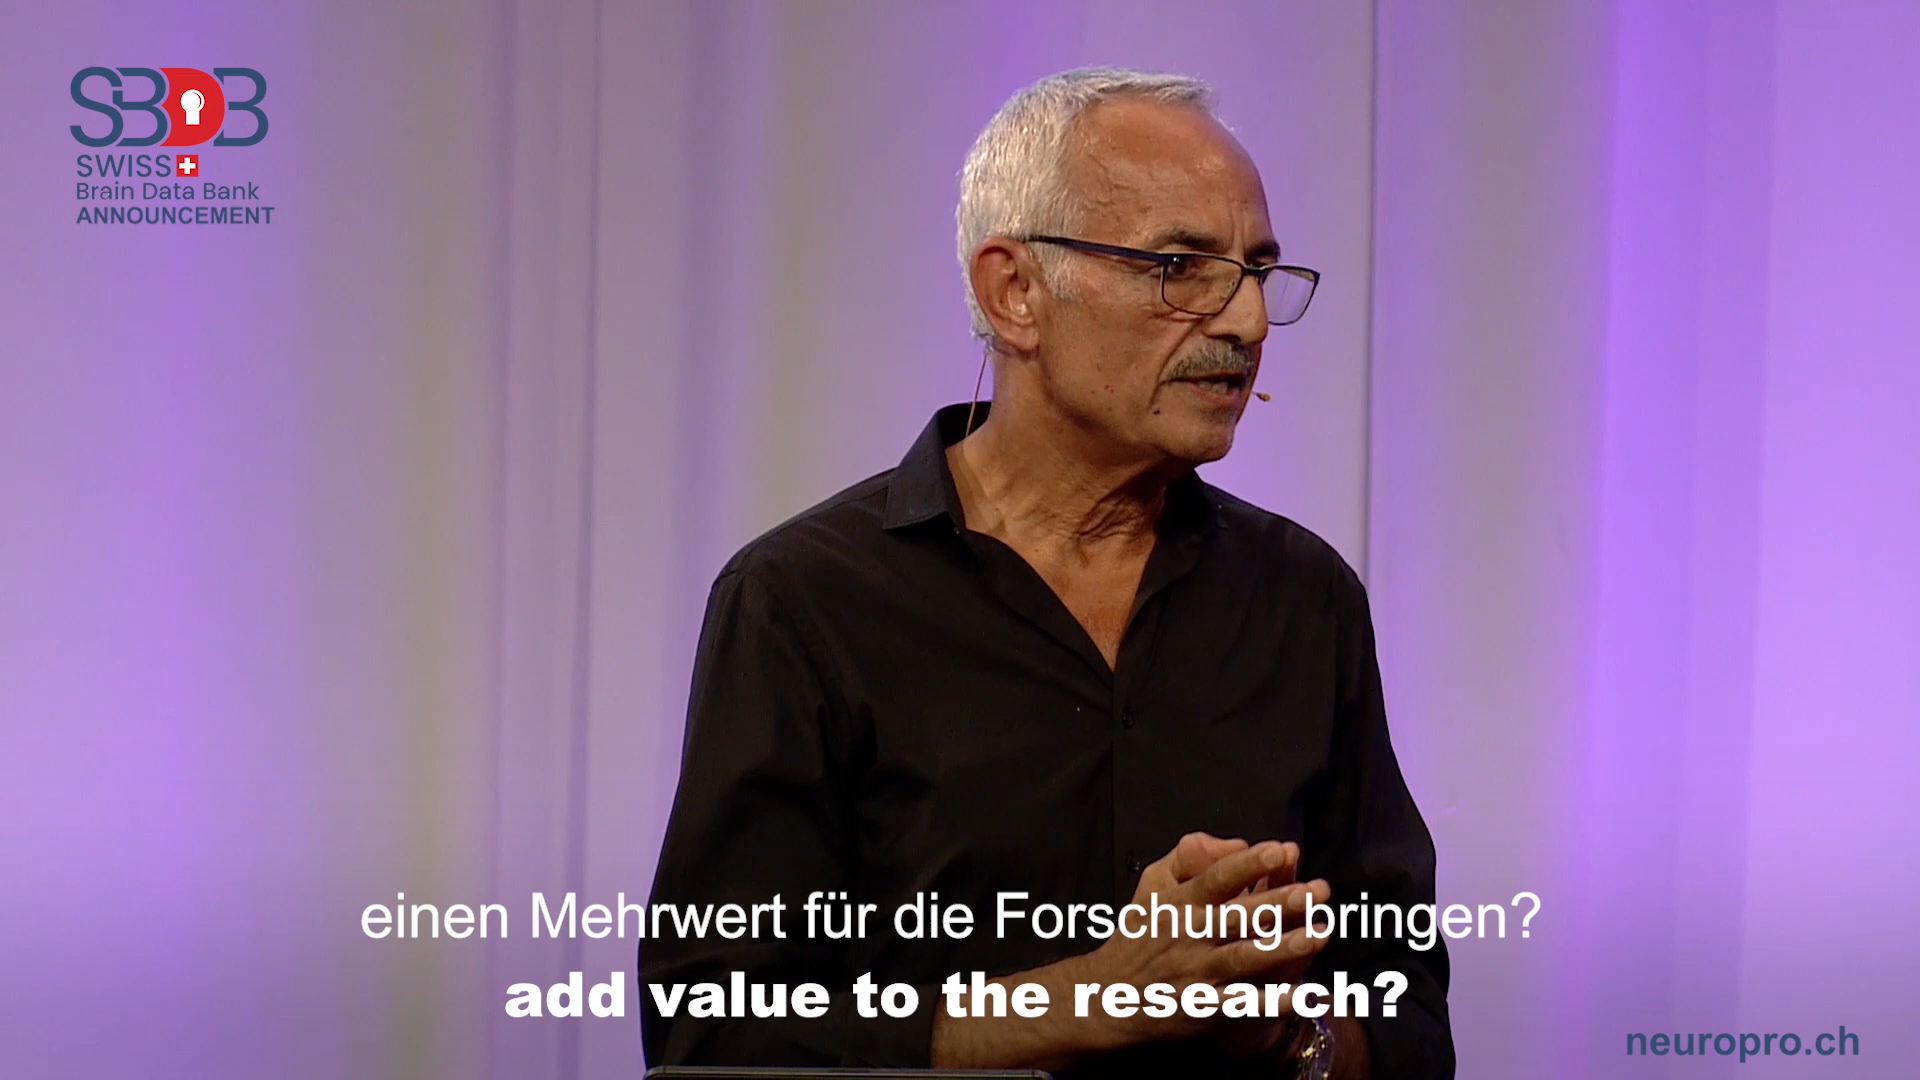 SBDB
SWISS
Brain Data Bank
ANNOUNCEMENT
einen Mehrwert für die Forschung bringen?
add value to the research?
neuropro.ch